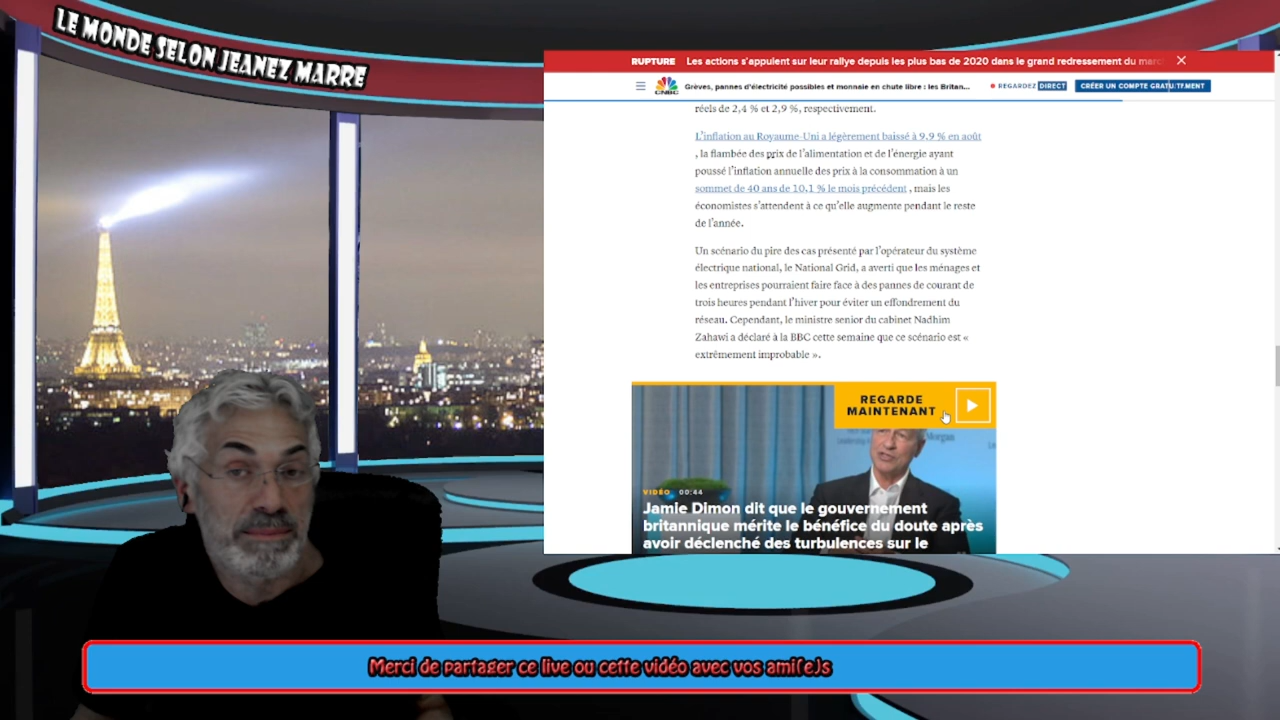 LE MONDE SELON JEANEZ MARRE
RUPTURE Les actions s'appuient sur leur rallye depuis les plus bas de 2020 dans le grand redressement du marc
CNBC Grèves, pannes d'électricité possibles et monnaie en chute libre : les Britan... REGARDEZ DIRECT CRÉER UN COMPTE GRATUITEMENT
réels de 2,4 % et 2,9 %, respectivement.
L'inflation au Royaume-Uni a légèrement baissé à 9,9 % en août
, la flambée des prix de l'alimentation et de l'énergie ayant
poussé l'inflation annuelle des prix à la consommation à un
sommet de 40 ans de 10,1 % le mois précédent , mais les
économistes s'attendent à ce qu'elle augmente pendant le reste
de l'année.
Un scénario du pire des cas présenté par l'opérateur du système
électrique national, le National Grid, a averti que les ménages et
les entreprises pourraient faire face à des pannes de courant de
trois heures pendant l'hiver pour éviter un effondrement du
réseau. Cependant, le ministre senior du cabinet Nadhim
Zahawi a déclaré à la BBC cette semaine que ce scénario est «
extrêmement improbable ».
REGARDE
MAINTENANT
VIDÉO 00:44
Jamie Dimon dit que le gouvernement
britannique mérite le bénéfice du doute après
avoir déclenché des turbulences sur le
Merci de partager ce live ou cette vidéo avec vos ami(e)s